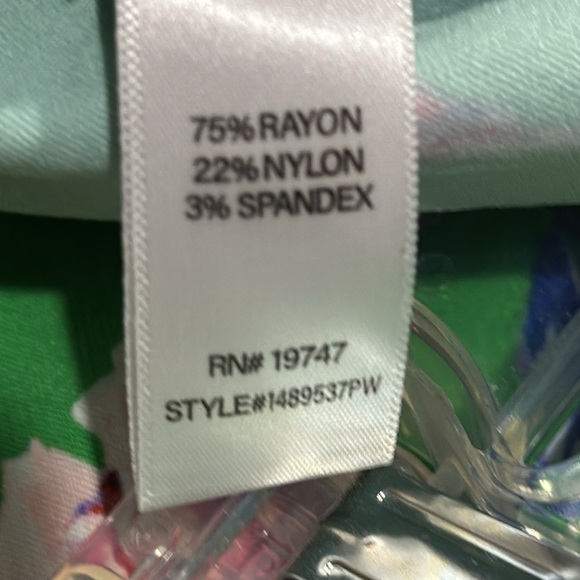 75% RAYON
22% NYLON
3% SPANDEX
RN# 19747
STYLE#1489537PW